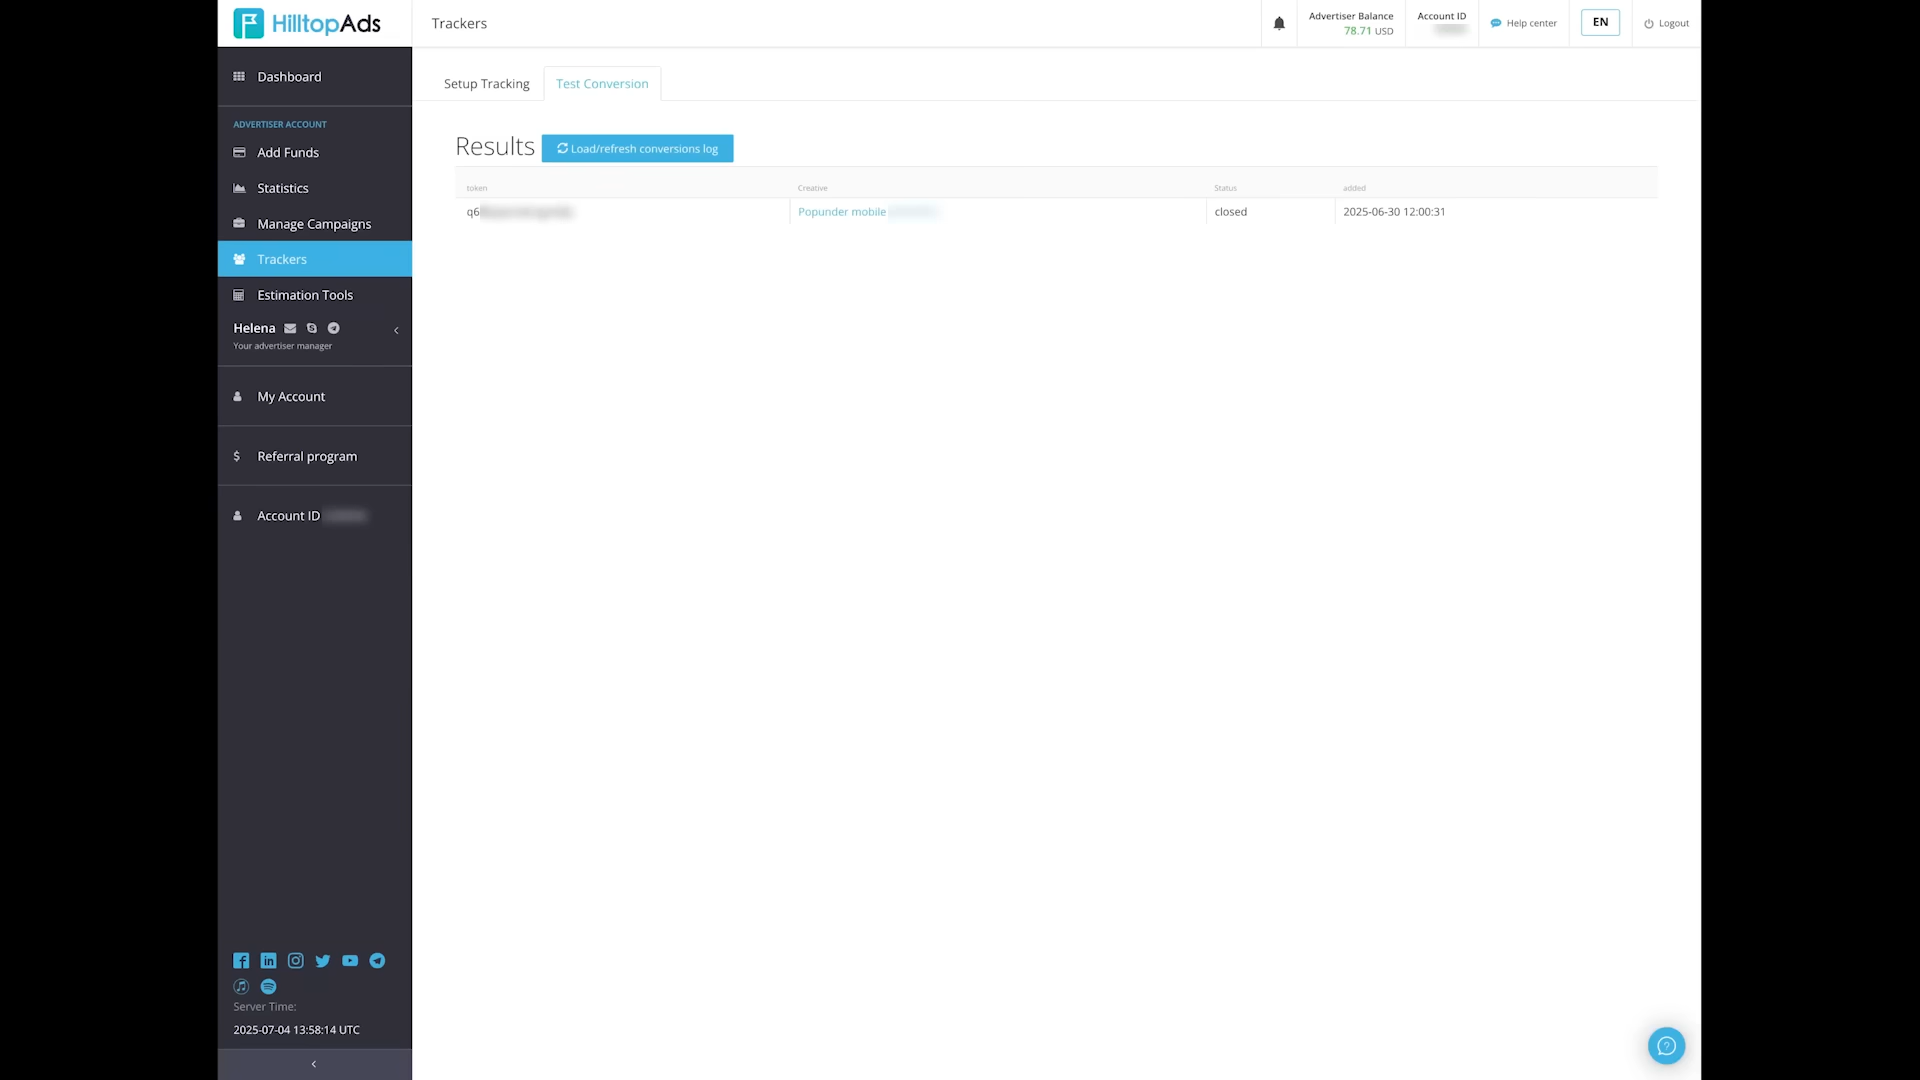 HilltopAds
Trackers
Advertiser Balance
78.71 USD
Account ID
Help center
EN
Logout
Dashboard
ADVERTISER ACCOUNT
Add Funds
Statistics
Manage Campaigns
Trackers
Estimation Tools
Helena
Your advertiser manager
My Account
Referral program
Account ID
Server Time:
2025-07-04 13:58:14 UTC
Setup Tracking
Test Conversion
Results
Load/refresh conversions log
token Creative Status added
q6 Popunder mobile closed 2025-06-30 12:00:31